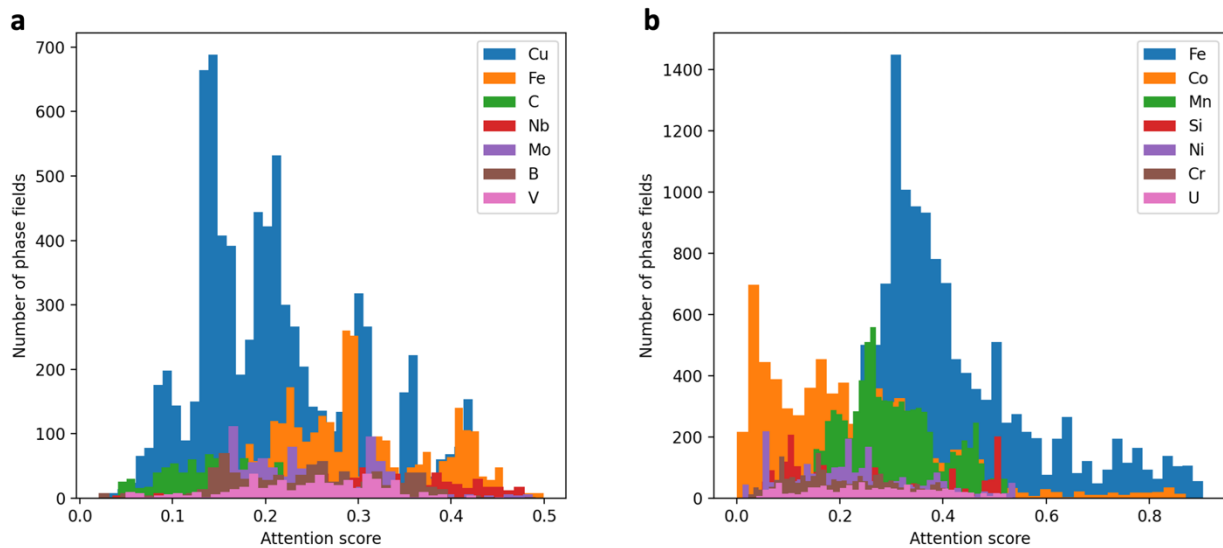 a
700
600
500
400
300
200
100
0
Number of phase fields
0.0 0.1 0.2 0.3 0.4 0.5
Attention score
Cu
Fe
C
Nb
Mo
B
V
b
1400
1200
1000
800
600
400
200
0
Number of phase fields
0.0 0.2 0.4 0.6 0.8
Attention score
Fe
Co
Mn
Si
Ni
Cr
U